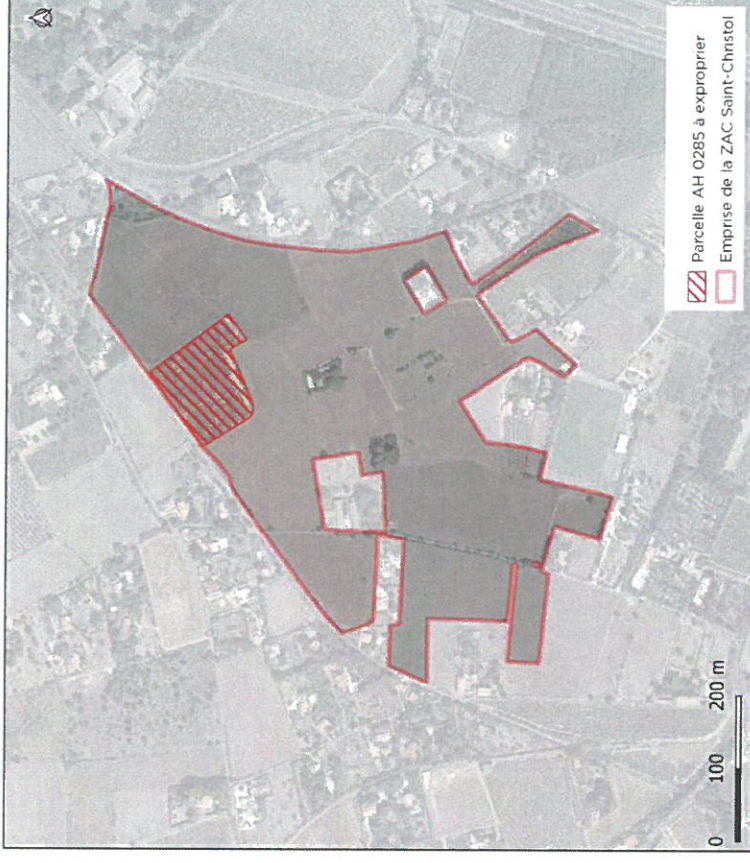 Parcelle AH 0285 à exproprier
Emprise de la ZAC Saint-Christol
0 100 200 m